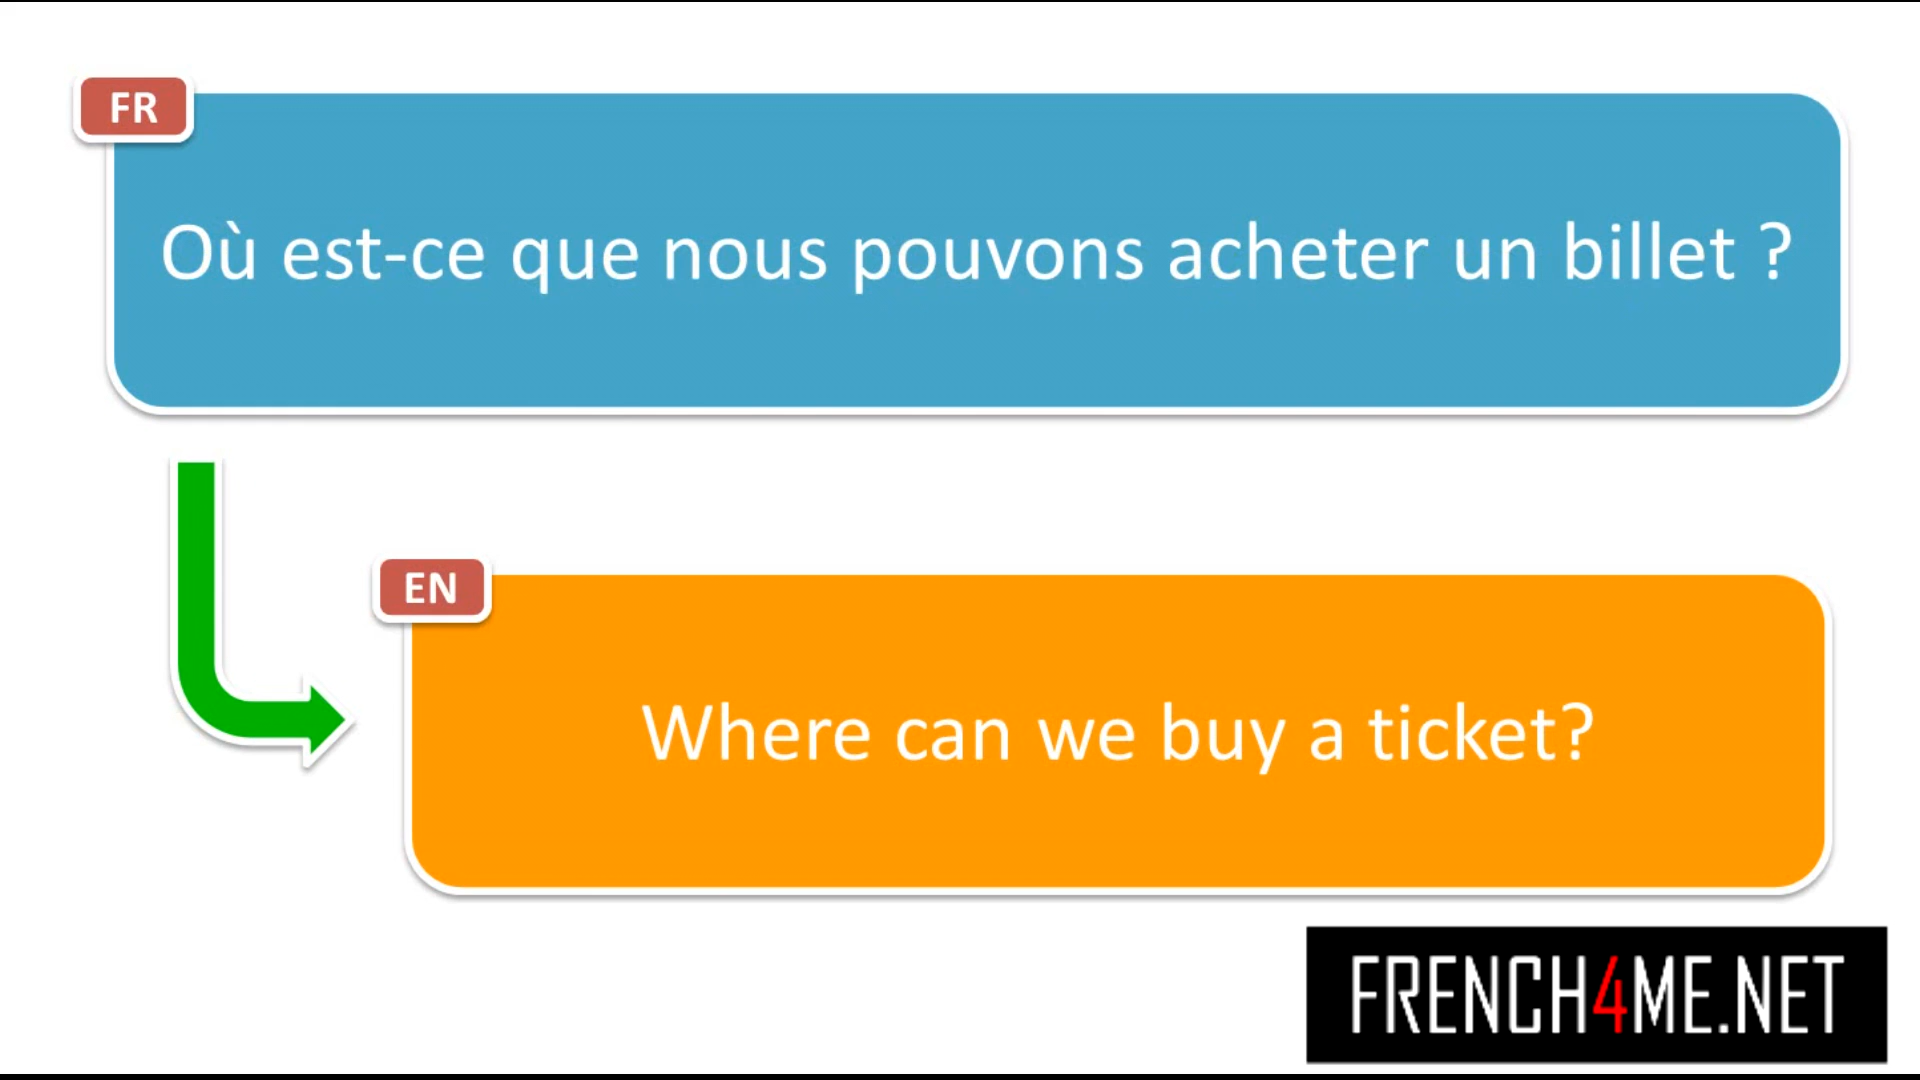 FR
Où est-ce que nous pouvons acheter un billet ?
EN
Where can we buy a ticket?
FRENCH4ME.NET